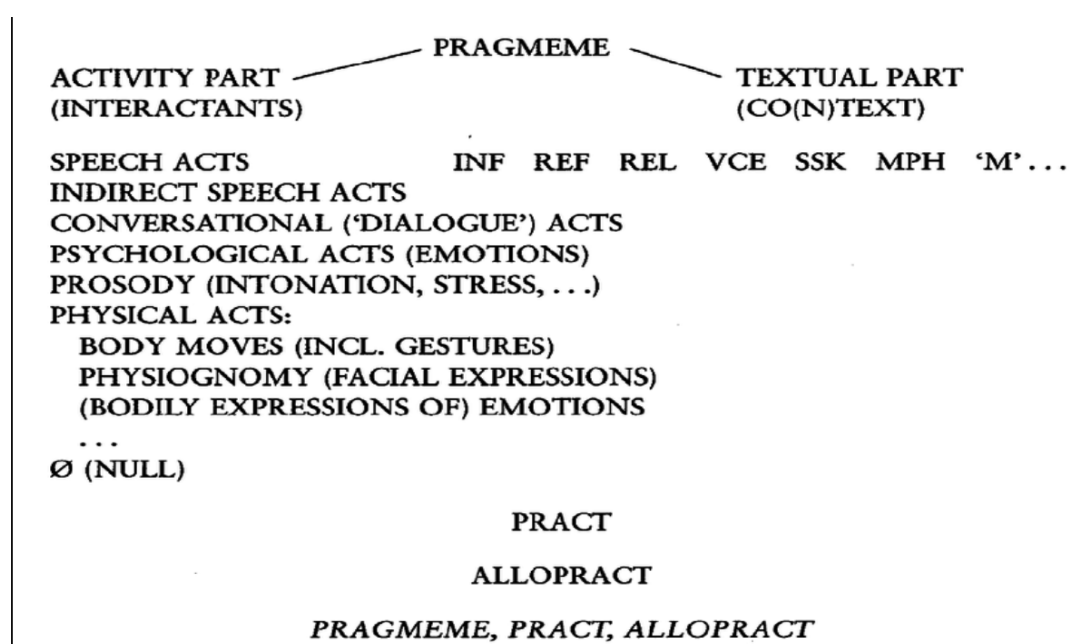 PRAGMEME
ACTIVITY PART TEXTUAL PART
(INTERACTANTS) (CO(N)TEXT)
SPEECH ACTS INF REF REL VCE SSK MPH ‘M’ . . .
INDIRECT SPEECH ACTS
CONVERSATIONAL (‘DIALOGUE’) ACTS
PSYCHOLOGICAL ACTS (EMOTIONS)
PROSODY (INTONATION, STRESS, . . .)
PHYSICAL ACTS:
BODY MOVES (INCL. GESTURES)
PHYSIOGNOMY (FACIAL EXPRESSIONS)
(BODILY EXPRESSIONS OF) EMOTIONS
. . .
Ø (NULL)
PRACT
ALLOPRACT
PRAGMEME, PRACT, ALLOPRACT